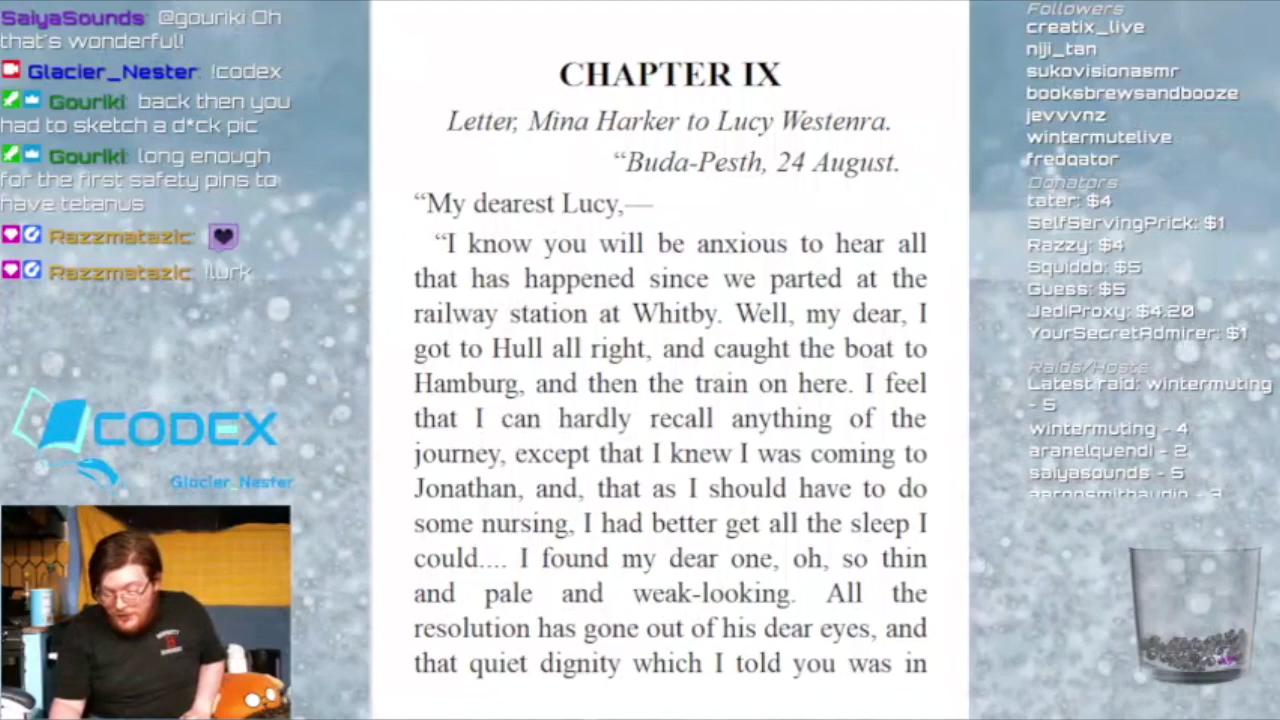 SaiyaSounds: @gouriki Oh
that's wonderful!
Glacier_Nester: !codex
Gouriki: back then you
had to sketch a d*ck pic
Gouriki: long enough
for the first safety pins to
have tetanus
Razzmatazic:
Razzmatazic: !lurk
CODEX
Glacier_Nester
CHAPTER IX
Letter, Mina Harker to Lucy Westenra.
“Buda-Pesth, 24 August.
“My dearest Lucy,—
“I know you will be anxious to hear all
that has happened since we parted at the
railway station at Whitby. Well, my dear, I
got to Hull all right, and caught the boat to
Hamburg, and then the train on here. I feel
that I can hardly recall anything of the
journey, except that I knew I was coming to
Jonathan, and, that as I should have to do
some nursing, I had better get all the sleep I
could.... I found my dear one, oh, so thin
and pale and weak-looking. All the
resolution has gone out of his dear eyes, and
that quiet dignity which I told you was in
Followers
creatix_live
niji_tan
sukovisionasmr
booksbrewsandbooze
jevvvnz
wintermutelive
fredgator
Donators
tater: $4
SelfServingPrick: $1
Razzy: $4
Squiddo: $5
Guess: $5
JediProxy: $4.20
YourSecretAdmirer: $1
Raids/Hosts
Latest raid: wintermuting
- 5
wintermuting - 4
aranelquendi - 2
saiyasounds - 5
aaronsmithaudio - 3